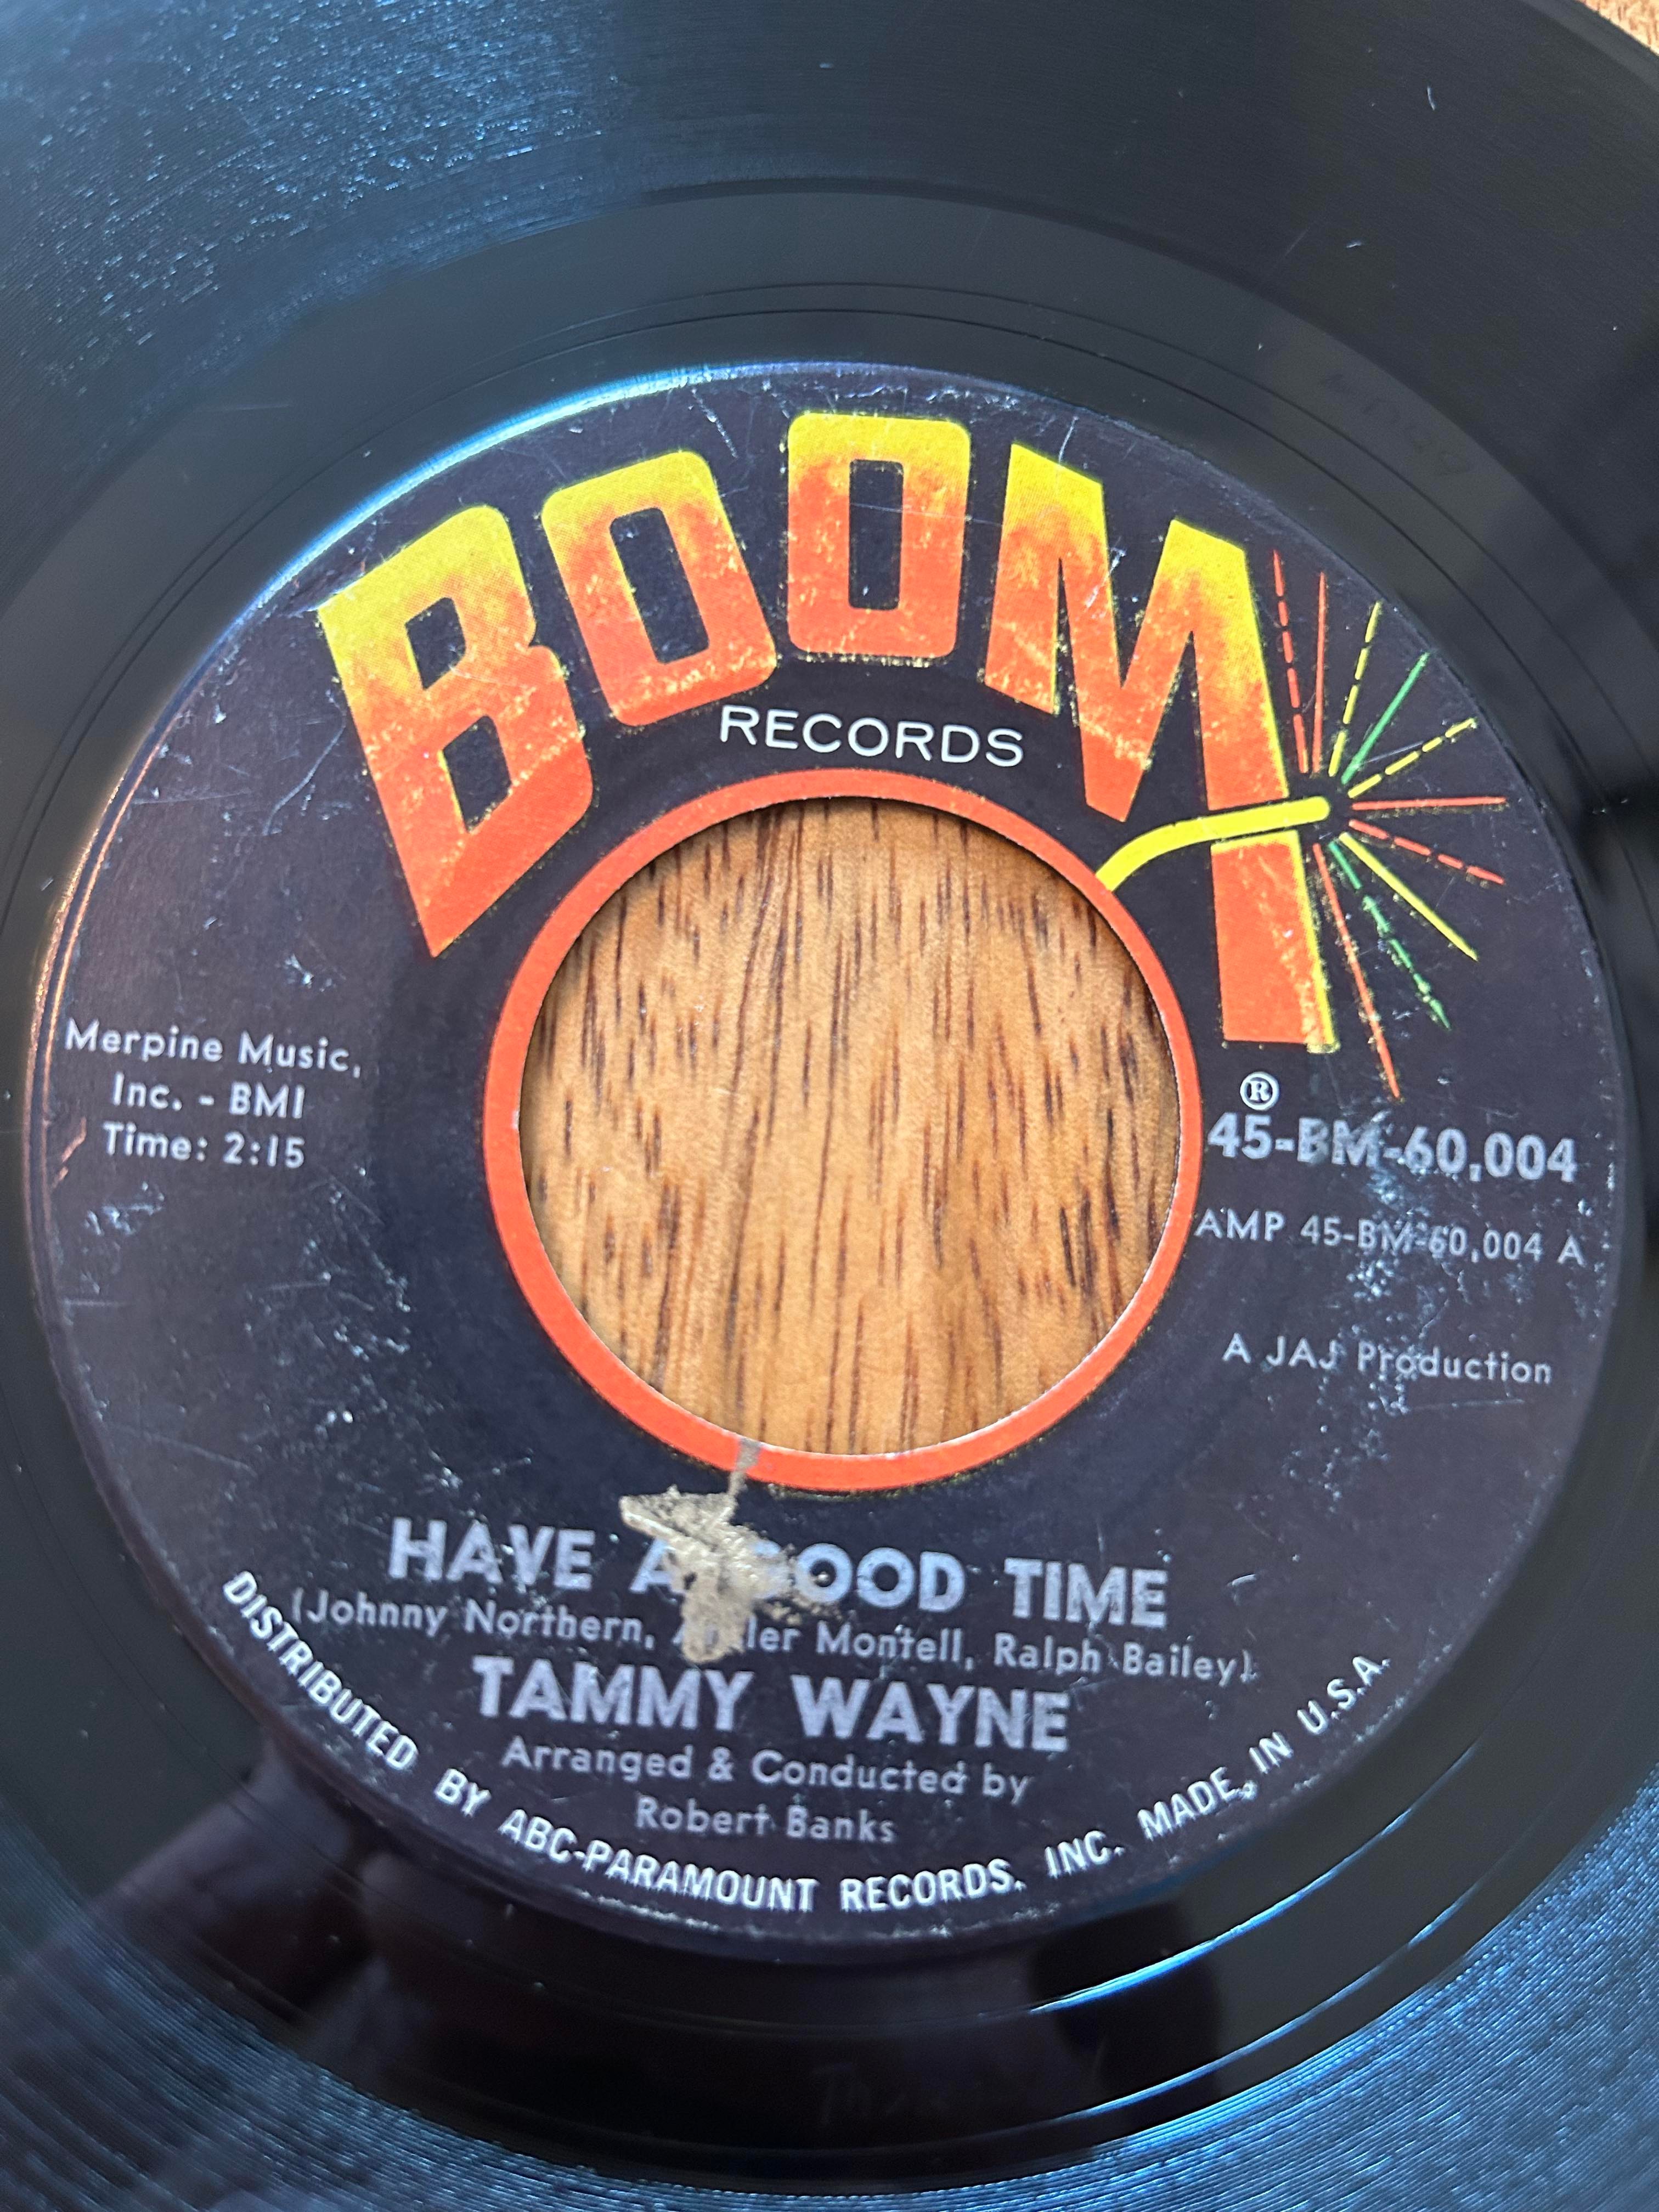 BOOM
RECORDS
Merpine Music,
Inc. - BMI
Time: 2:15
®
45-BM-60,004
AMP 45-BM-60,004 A
A JAJ Production
HAVE A GOOD TIME
(Johnny Northern, Montell, Ralph Bailey)
TAMMY WAYNE
Arranged & Conducted by
Robert Banks
DISTRIBUTED BY ABC-PARAMOUNT RECORDS, INC. MADE IN U.S.A.